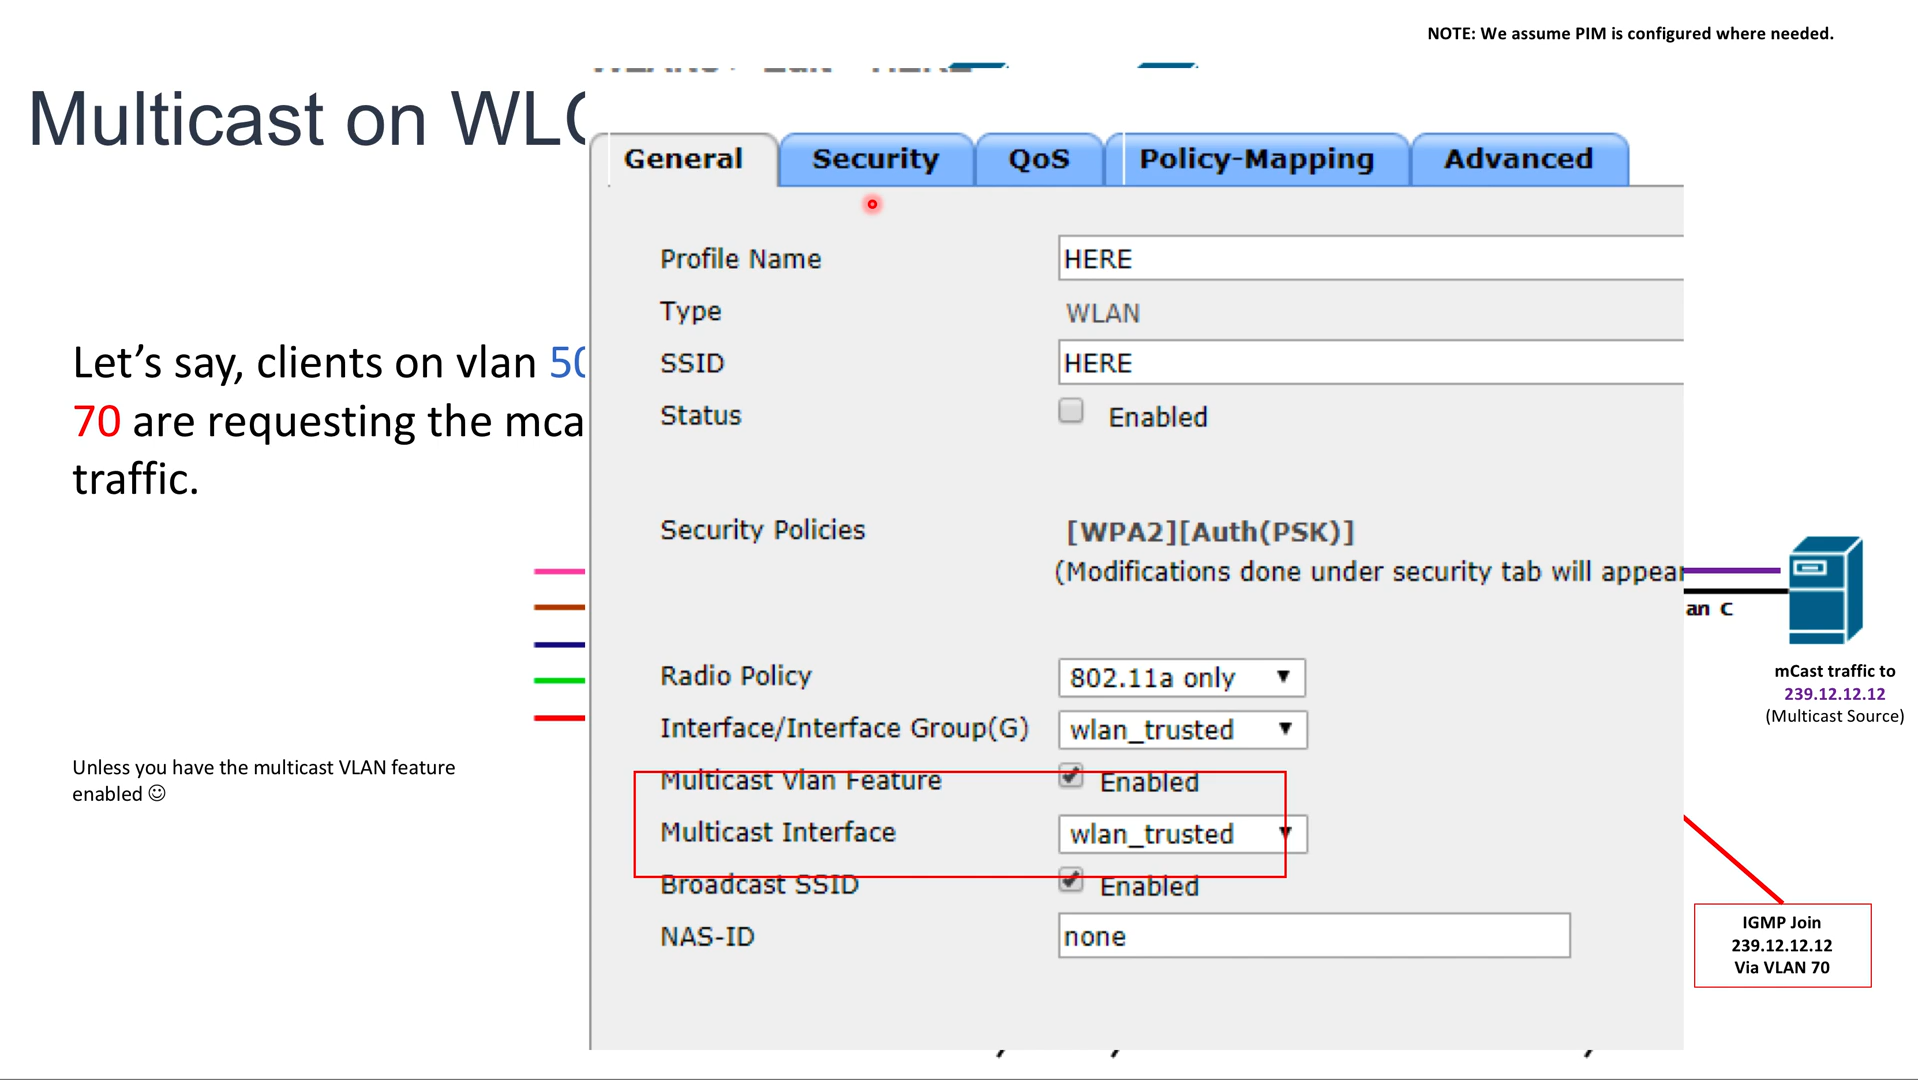 NOTE: We assume PIM is configured where needed.
Multicast on WLC
General
Security
QoS
Policy-Mapping
Advanced
Profile Name
HERE
Type
WLAN
SSID
HERE
Status
Enabled
Let’s say, clients on vlan 50
70 are requesting the mca
traffic.
Security Policies
[WPA2][Auth(PSK)]
(Modifications done under security tab will appear
an C
Radio Policy
802.11a only
Interface/Interface Group(G)
wlan_trusted
Multicast Vlan Feature
Enabled
Multicast Interface
wlan_trusted
Broadcast SSID
Enabled
NAS-ID
none
Unless you have the multicast VLAN feature
enabled ☺
mCast traffic to
239.12.12.12
(Multicast Source)
IGMP Join
239.12.12.12
Via VLAN 70